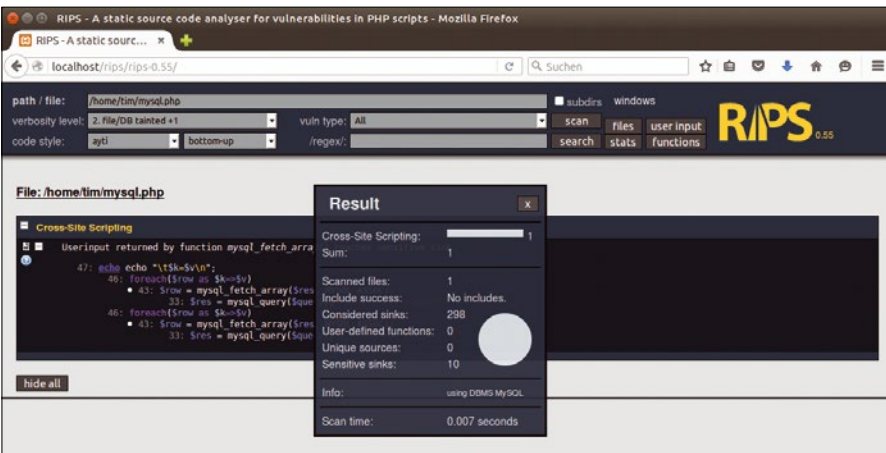 RIPS - A static source code analyser for vulnerabilities in PHP scripts - Mozilla Firefox
RIPS - A static sourc... ×
localhost/rips/rips-0.55/
Suchen
path / file: /home/tim/mysql.php subdirs windows
verbosity level: 2. file/DB tainted +1 vuln type: All scan files user input
code style: ayti bottom-up /regex/: search stats functions
RIPS 0.55
File: /home/tim/mysql.php
Cross-Site Scripting
Userinput returned by function mysql_fetch_arra
47: echo echo "\t$k=$v\n";
46: foreach($row as $k=>$v)
43: $row = mysql_fetch_array($res
33: $res = mysql_query($que
46: foreach($row as $k=>$v)
43: $row = mysql_fetch_array($res
33: $res = mysql_query($que
hide all
Result x
Cross-Site Scripting: 1
Sum: 1
Scanned files: 1
Include success: No includes.
Considered sinks: 298
User-defined functions: 0
Unique sources: 0
Sensitive sinks: 10
Info: using DBMS MySQL
Scan time: 0.007 seconds